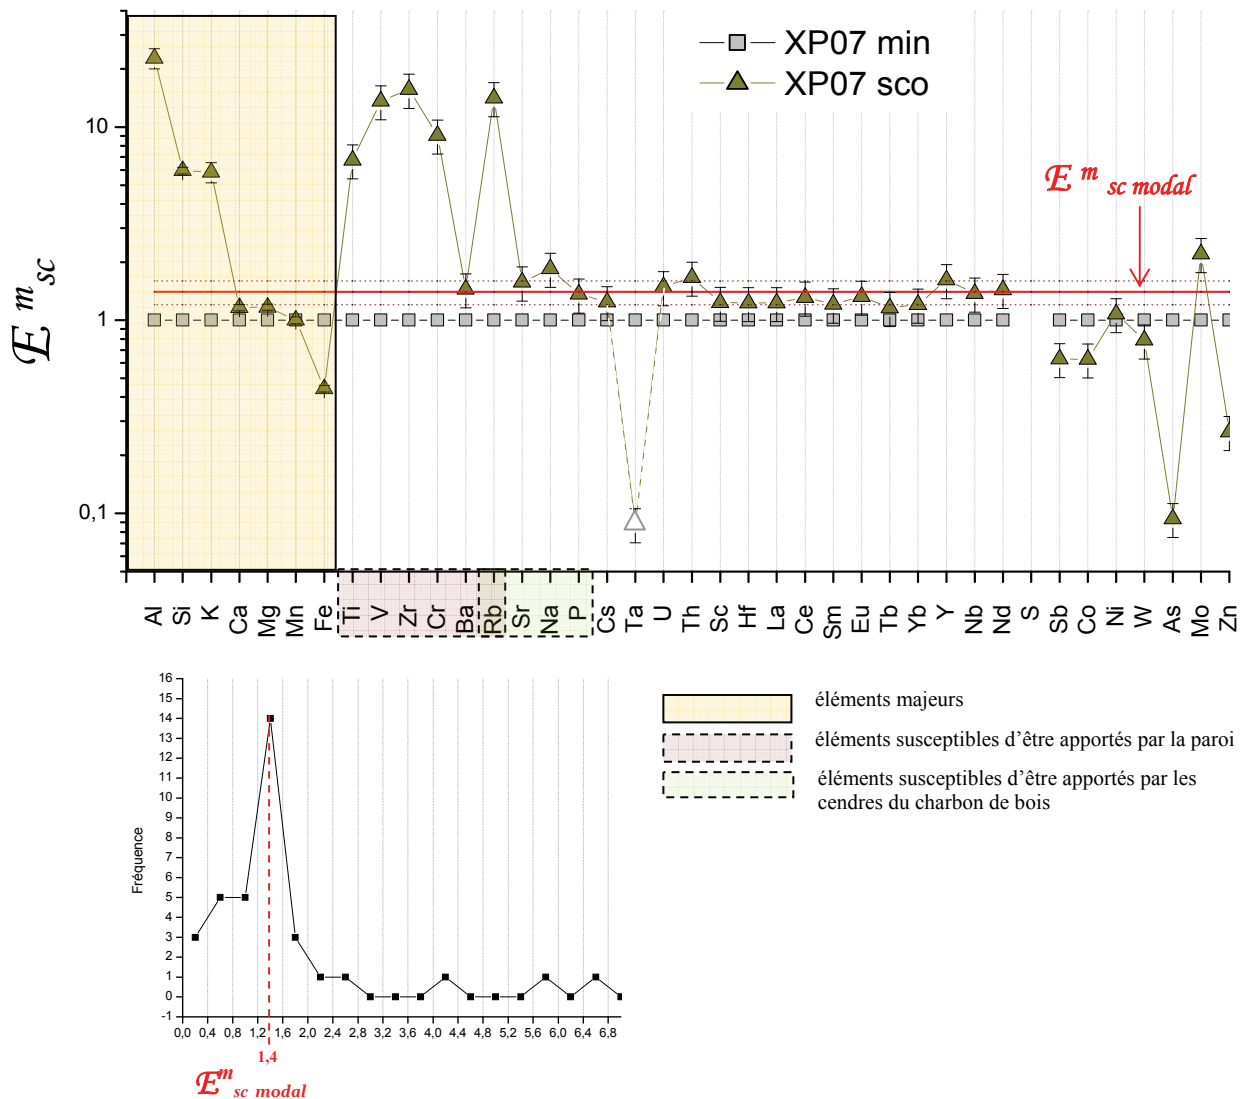 XP07 min
XP07 sco
10
1
0,1
E m sc
E m sc modal
Al Si K Ca Mg Mn Fe Ti V Zr Cr Ba Rb Sr Na P Cs Ta U Th Sc Hf La Ce Sm Eu Tb Yb Y Nb Nd S Sb Co Ni W As Mo Zn
16
15
14
13
12
11
10
9
8
7
6
5
4
3
2
1
0
-1
Fréquence
0,0 0,4 0,8 1,2 1,6 2,0 2,4 2,8 3,2 3,6 4,0 4,4 4,8 5,2 5,6 6,0 6,4 6,8
1,4
E m sc modal
éléments majeurs
éléments susceptibles d'être apportés par la paroi
éléments susceptibles d'être apportés par les
cendres du charbon de bois